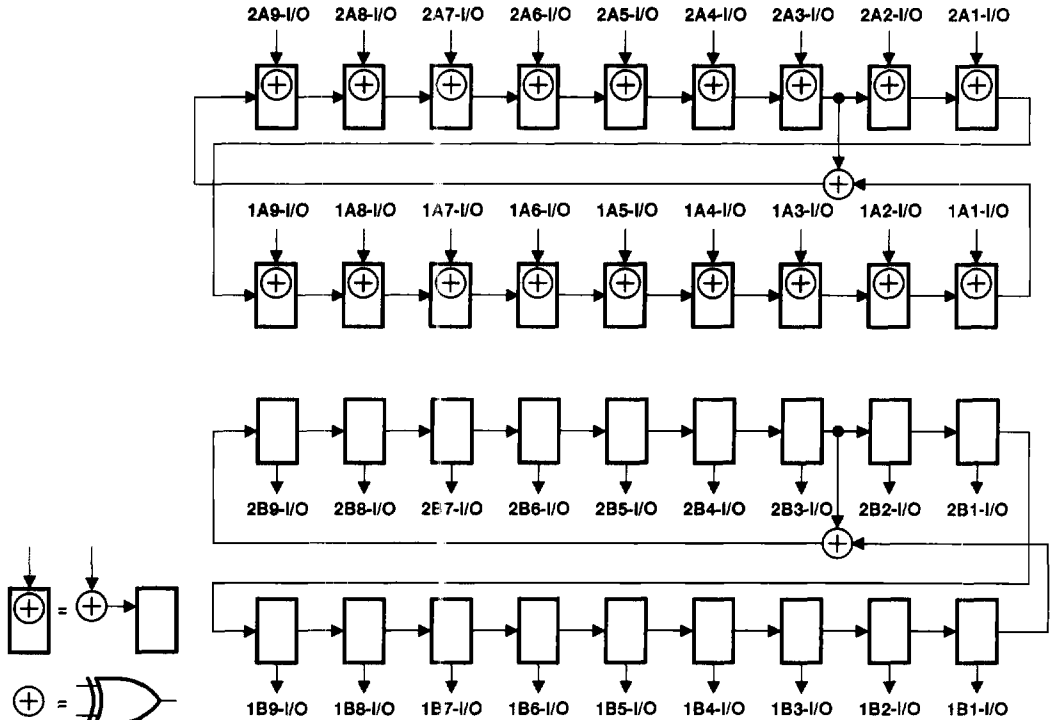 2A9-I/O 2A8-I/O 2A7-I/O 2A6-I/O 2A5-I/O 2A4-I/O 2A3-I/O 2A2-I/O 2A1-I/O
1A9-I/O 1A8-I/O 1A7-I/O 1A6-I/O 1A5-I/O 1A4-I/O 1A3-I/O 1A2-I/O 1A1-I/O
2B9-I/O 2B8-I/O 2B7-I/O 2B6-I/O 2B5-I/O 2B4-I/O 2B3-I/O 2B2-I/O 2B1-I/O
=
=
1B9-I/O 1B8-I/O 1B7-I/O 1B6-I/O 1B5-I/O 1B4-I/O 1B3-I/O 1B2-I/O 1B1-I/O